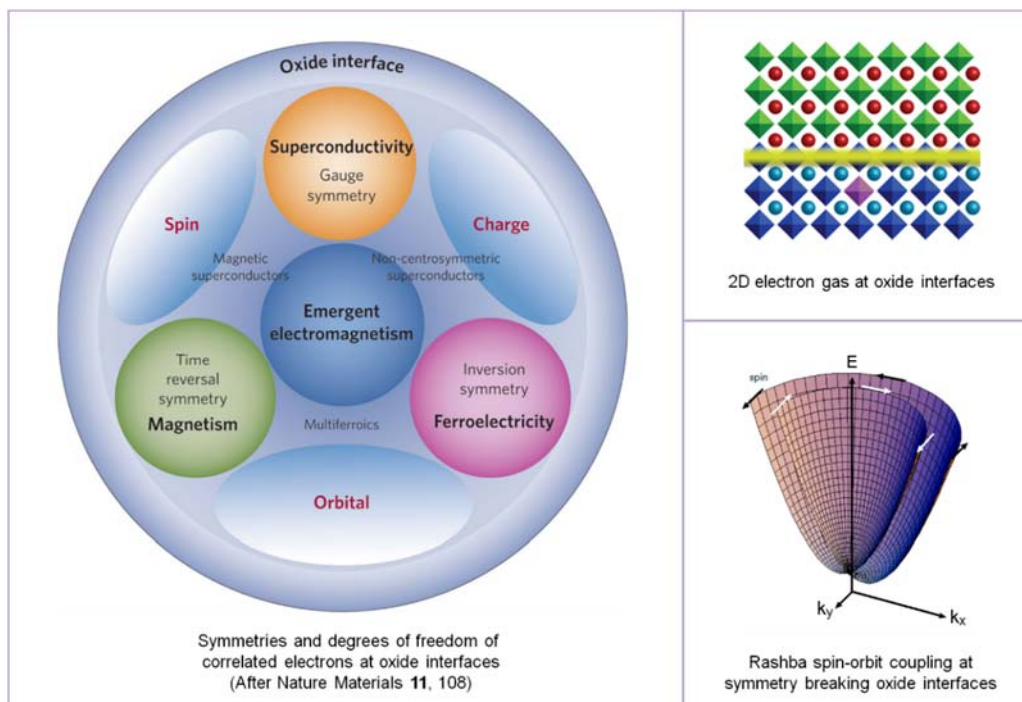 Oxide interface
Superconductivity
Gauge
symmetry
Spin
Charge
Magnetic
superconductors
Non-centrosymmetric
superconductors
Emergent
electromagnetism
Time
reversal
symmetry
Magnetism
Inversion
symmetry
Ferroelectricity
Multiferroics
Orbital
Symmetries and degrees of freedom of
correlated electrons at oxide interfaces
(After Nature Materials 11, 108)
2D electron gas at oxide interfaces
E
spin
ky
kx
Rashba spin-orbit coupling at
symmetry breaking oxide interfaces